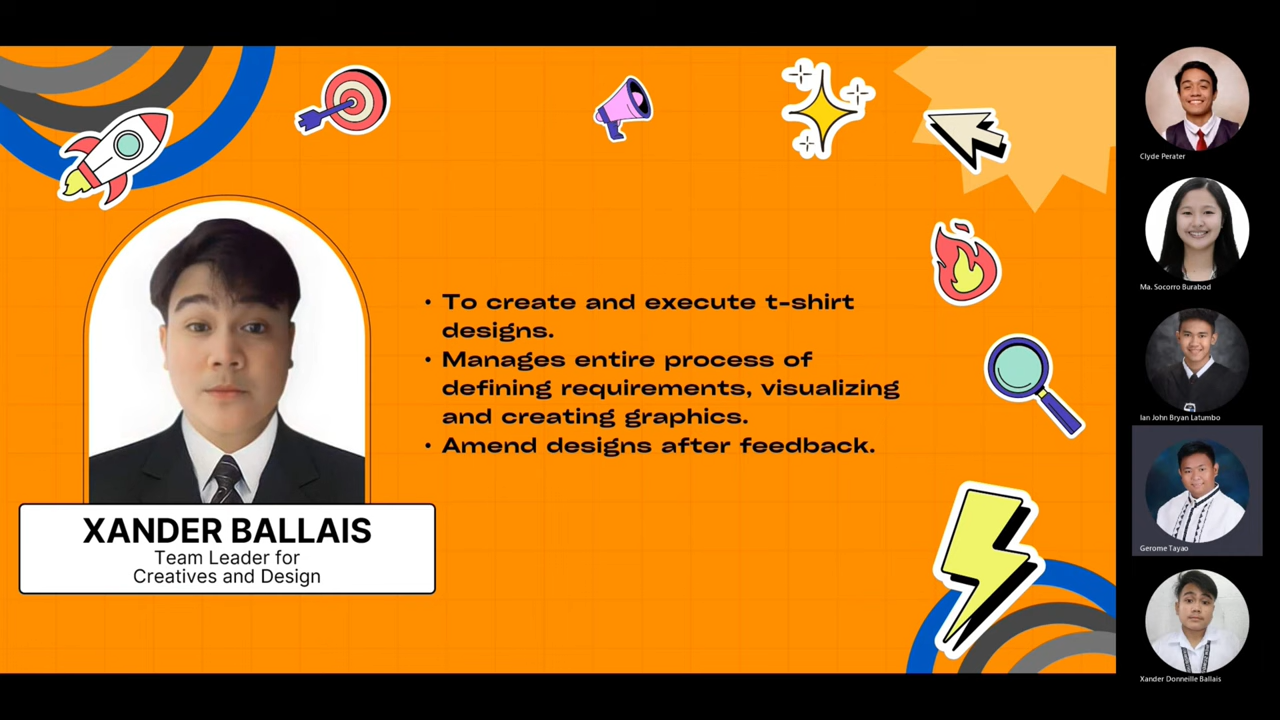 • To create and execute t-shirt
designs.
• Manages entire process of
defining requirements, visualizing
and creating graphics.
• Amend designs after feedback.
XANDER BALLAIS
Team Leader for
Creatives and Design
Clyde Perater
Ma. Socorro Burabod
Ian John Bryan Latumbo
Gerome Tayao
Xander Donneille Ballais